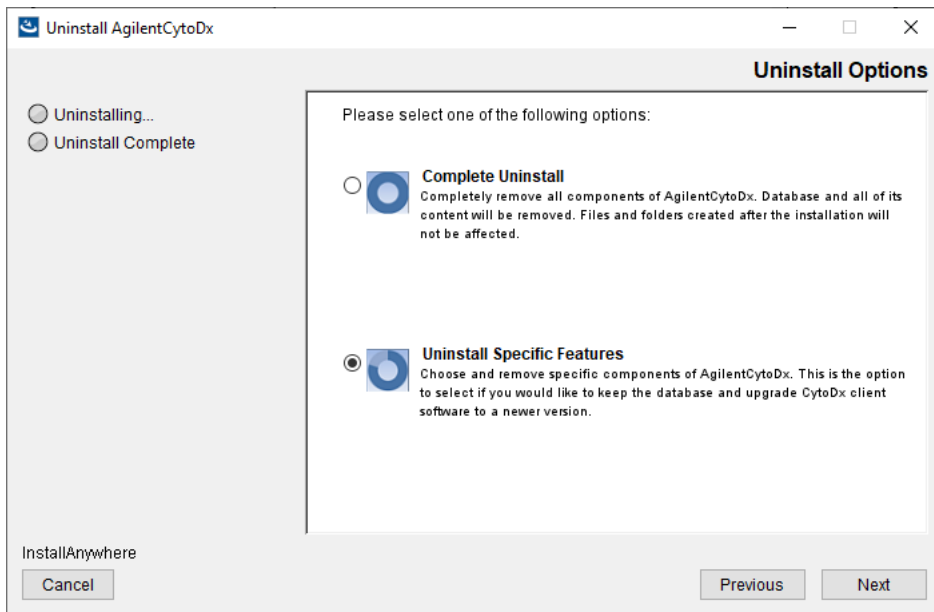 Uninstall AgilentCytoDx
Uninstall Options
Uninstalling...
Uninstall Complete
Please select one of the following options:
Complete Uninstall
Completely remove all components of AgilentCytoDx. Database and all of its
content will be removed. Files and folders created after the installation will
not be affected.
Uninstall Specific Features
Choose and remove specific components of AgilentCytoDx. This is the option
to select if you would like to keep the database and upgrade CytoDx client
software to a newer version.
InstallAnywhere
Cancel
Previous
Next